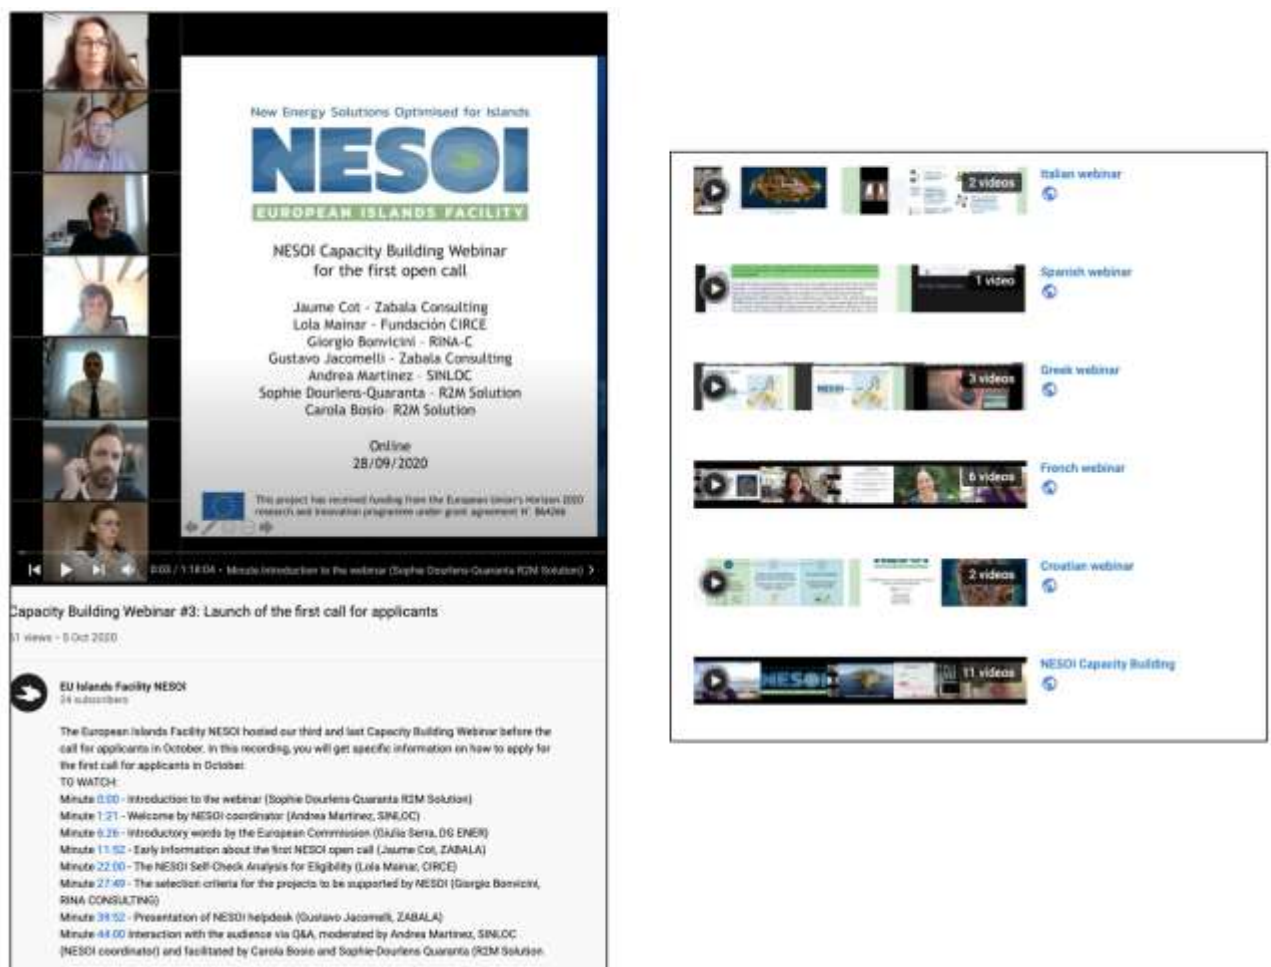 New Energy Solutions Optimised for Islands
NESOI
EUROPEAN ISLANDS FACILITY
NESOI Capacity Building Webinar
for the first open call
Jaume Cot - Zabala Consulting
Lola Mainar - Fundación CIRCE
Giorgio Bonvicini - RINA-C
Gustavo Jacomelli - Zabala Consulting
Andrea Martinez - SINLOC
Sophie Dourlens-Quaranta - R2M Solution
Carola Bosio- R2M Solution
Online
28/09/2020
This project has received funding from the European Union's Horizon 2020
research and innovation programme under grant agreement N° 864266
0:03 / 1:18:04 • Minute Introduction to the webinar (Sophie Dourlens-Quaranta R2M Solution)
Capacity Building Webinar #3: Launch of the first call for applicants
views • 5 Oct 2020
EU Islands Facility NESOI
24 subscribers
The European Islands Facility NESOI hosted our third and last Capacity Building Webinar before the
call for applicants in October. In this recording, you will get specific information on how to apply for
the first call for applicants in October.
TO WATCH:
Minute 0:00 - Introduction to the webinar (Sophie Dourlens-Quaranta R2M Solution)
Minute 1:21 - Welcome by NESOI coordinator (Andrea Martinez, SINLOC)
Minute 6:26 - Introductory words by the European Commission (Giulia Serra, DG ENER)
Minute 11:52 - Early information about the first NESOI open call (Jaume Cot, ZABALA)
Minute 22:00 - The NESOI Self-Check Analysis for Eligibility (Lola Mainar, CIRCE)
Minute 27:49 - The selection criteria for the projects to be supported by NESOI (Giorgio Bonvicini,
RINA CONSULTING)
Minute 39:52 - Presentation of NESOI helpdesk (Gustavo Jacomelli, ZABALA)
Minute 44:00 Interaction with the audience via Q&A, moderated by Andrea Martinez, SINLOC
(NESOI coordinator) and facilitated by Carola Bosio and Sophie-Dourlens Quaranta (R2M Solution
2 videos
Italian webinar
1 video
Spanish webinar
NESOI
3 videos
Greek webinar
6 videos
French webinar
2 videos
Croatian webinar
NESOI
11 videos
NESOI Capacity Building